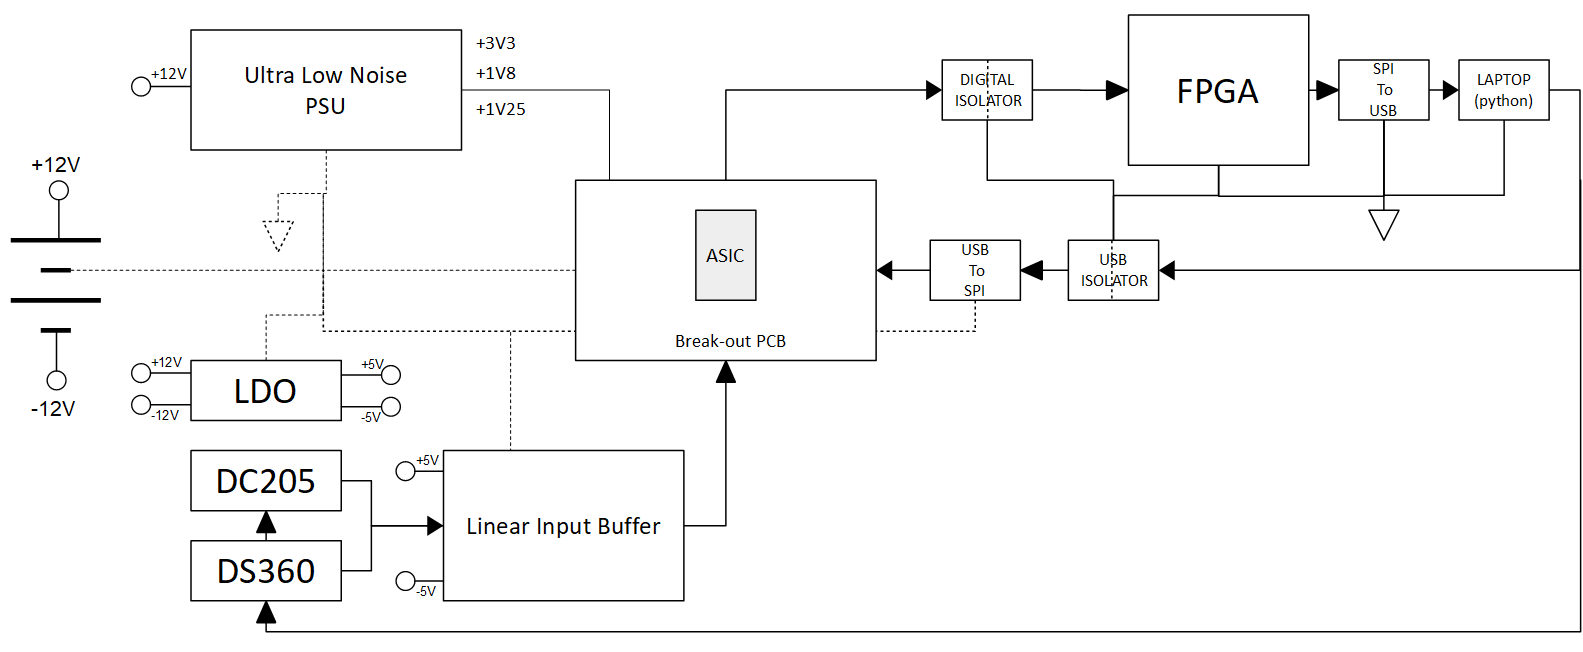 +3V3
+12V
Ultra Low Noise
PSU
+1V8
+1V25
DIGITAL
ISOLATOR
FPGA
SPI
To
USB
LAPTOP
(python)
+12V
-12V
ASIC
Break-out PCB
USB
To
SPI
USB
ISOLATOR
+12V
-12V
LDO
+5V
-5V
DC205
DS360
+5V
-5V
Linear Input Buffer